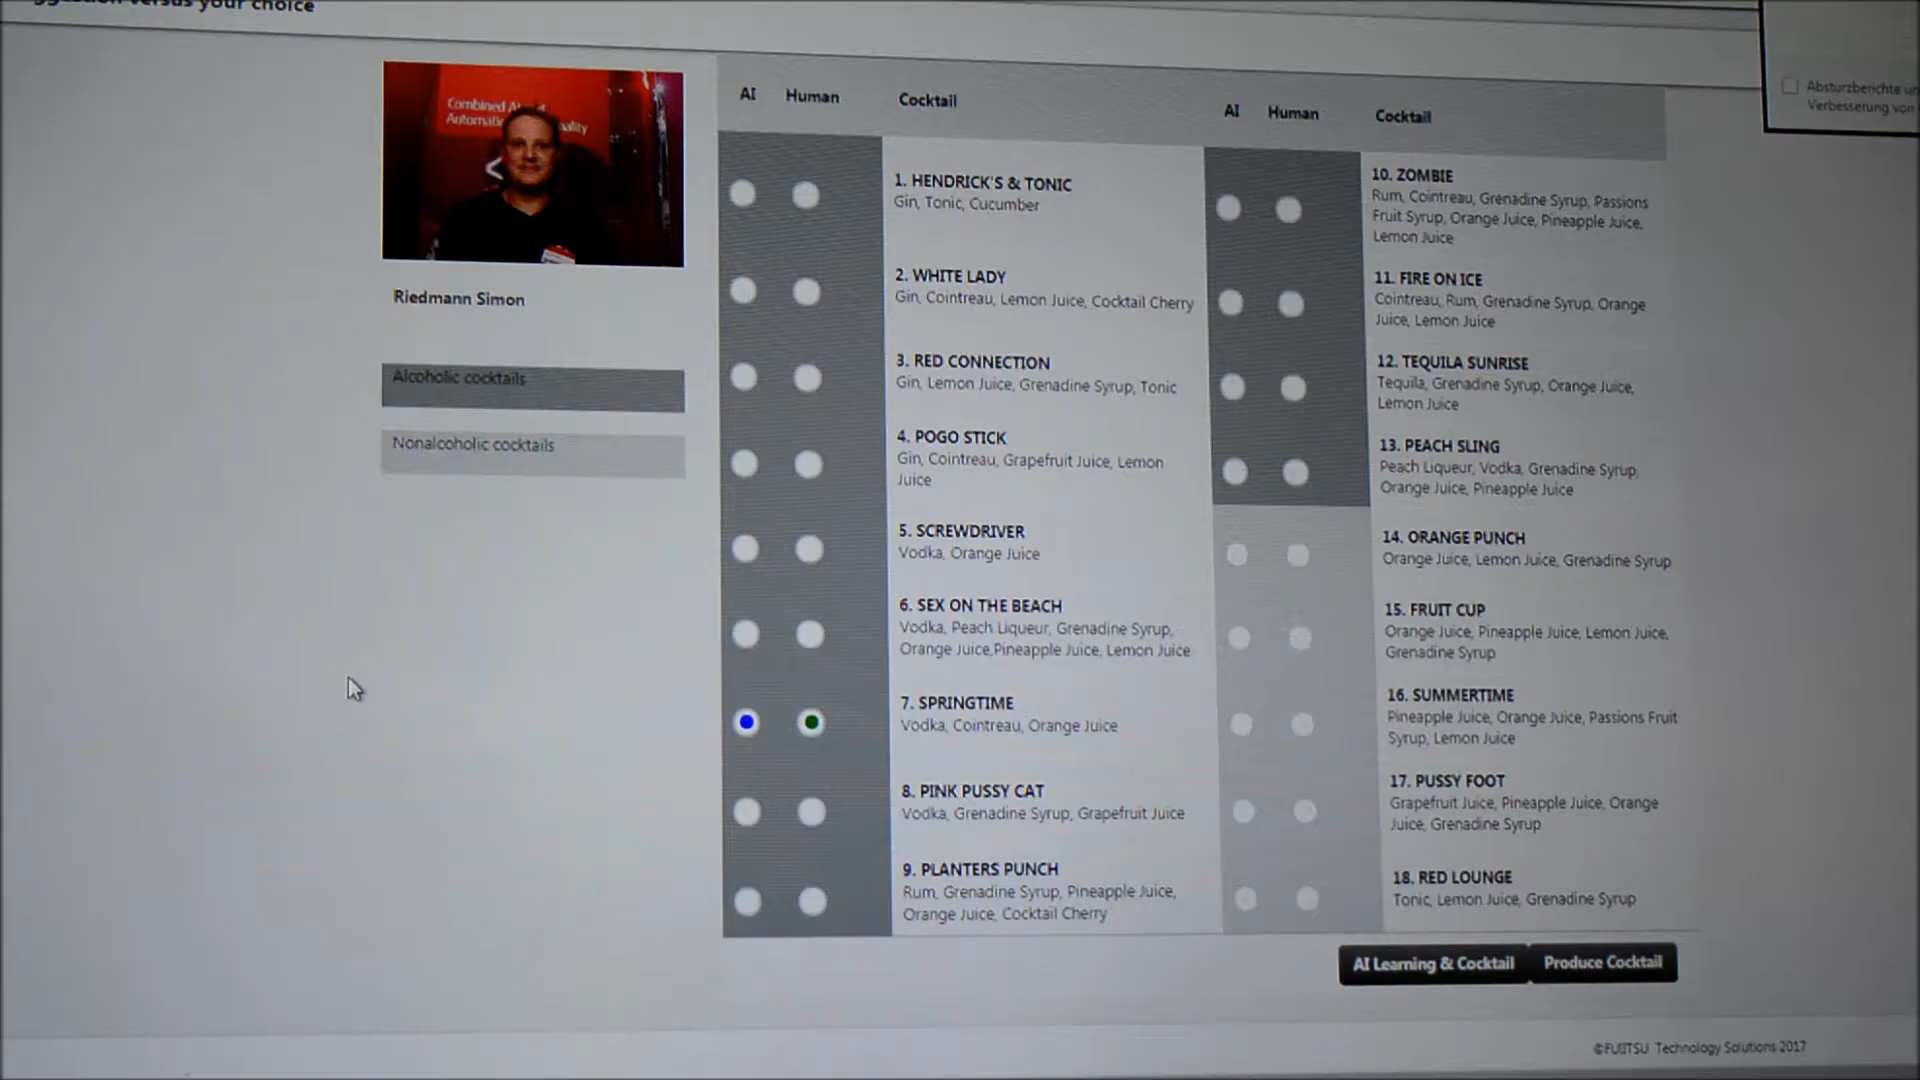 versus your choice
Combined
Riedmann Simon
Alcoholic cocktails
Nonalcoholic cocktails
AI Human Cocktail
1. HENDRICK'S & TONIC
Gin, Tonic, Cucumber
2. WHITE LADY
Gin, Cointreau, Lemon Juice, Cocktail Cherry
3. RED CONNECTION
Gin, Lemon Juice, Grenadine Syrup, Tonic
4. POGO STICK
Gin, Cointreau, Grapefruit Juice, Lemon
Juice
5. SCREWDRIVER
Vodka, Orange Juice
6. SEX ON THE BEACH
Vodka, Peach Liqueur, Grenadine Syrup,
Orange Juice,Pineapple Juice, Lemon Juice
7. SPRINGTIME
Vodka, Cointreau, Orange Juice
8. PINK PUSSY CAT
Vodka, Grenadine Syrup, Grapefruit Juice
9. PLANTERS PUNCH
Rum, Grenadine Syrup, Pineapple Juice,
Orange Juice, Cocktail Cherry
AI Human Cocktail
10. ZOMBIE
Rum, Cointreau, Grenadine Syrup, Passions
Fruit Syrup, Orange Juice, Pineapple Juice,
Lemon Juice
11. FIRE ON ICE
Cointreau, Rum, Grenadine Syrup, Orange
Juice, Lemon Juice
12. TEQUILA SUNRISE
Tequila, Grenadine Syrup, Orange Juice,
Lemon Juice
13. PEACH SLING
Peach Liqueur, Vodka, Grenadine Syrup,
Orange Juice, Pineapple Juice
14. ORANGE PUNCH
Orange Juice, Lemon Juice, Grenadine Syrup
15. FRUIT CUP
Orange Juice, Pineapple Juice, Lemon Juice,
Grenadine Syrup
16. SUMMERTIME
Pineapple Juice, Orange Juice, Passions Fruit
Syrup, Lemon Juice
17. PUSSY FOOT
Grapefruit Juice, Pineapple Juice, Orange
Juice, Grenadine Syrup
18. RED LOUNGE
Tonic, Lemon Juice, Grenadine Syrup
AI Learning & Cocktail
Produce Cocktail
Absturzberichte
Verbesserung von
©FUJITSU Technology Solutions 2017